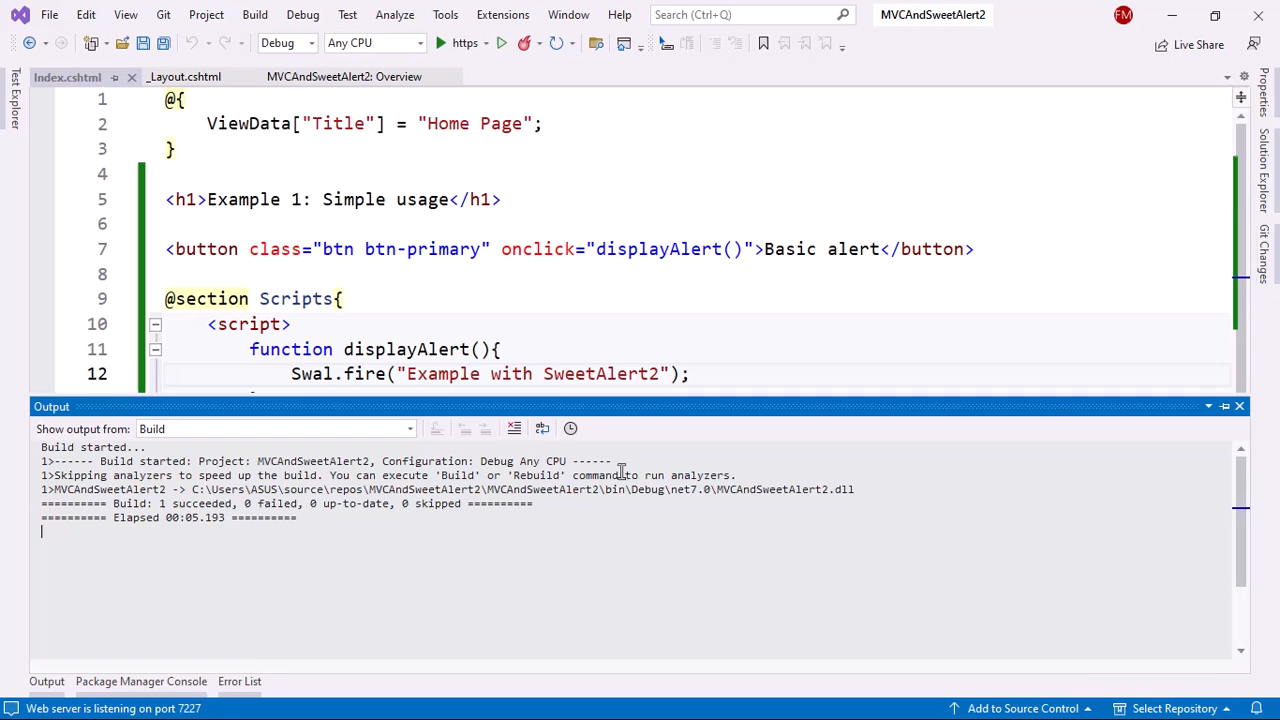 File Edit View Git Project Build Debug Test Analyze Tools Extensions Window Help Search (Ctrl+Q) MVCAndSweetAlert2 FM
Debug Any CPU https Live Share
Index.cshtml _Layout.cshtml MVCAndSweetAlert2: Overview
Test Explorer
Properties
Solution Explorer
Git Changes
1 @{
2 ViewData["Title"] = "Home Page";
3 }
4
5 <h1>Example 1: Simple usage</h1>
6
7 <button class="btn btn-primary" onclick="displayAlert()">Basic alert</button>
8
9 @section Scripts{
10 <script>
11 function displayAlert(){
12 Swal.fire("Example with SweetAlert2");
Output
Show output from: Build
Build started...
1>------ Build started: Project: MVCAndSweetAlert2, Configuration: Debug Any CPU ------
1>Skipping analyzers to speed up the build. You can execute 'Build' or 'Rebuild' command to run analyzers.
1>MVCAndSweetAlert2 -> C:\Users\ASUS\source\repos\MVCAndSweetAlert2\MVCAndSweetAlert2\bin\Debug\net7.0\MVCAndSweetAlert2.dll
========== Build: 1 succeeded, 0 failed, 0 up-to-date, 0 skipped ==========
========== Elapsed 00:05.193 ==========
Output Package Manager Console Error List
Web server is listening on port 7227 Add to Source Control Select Repository